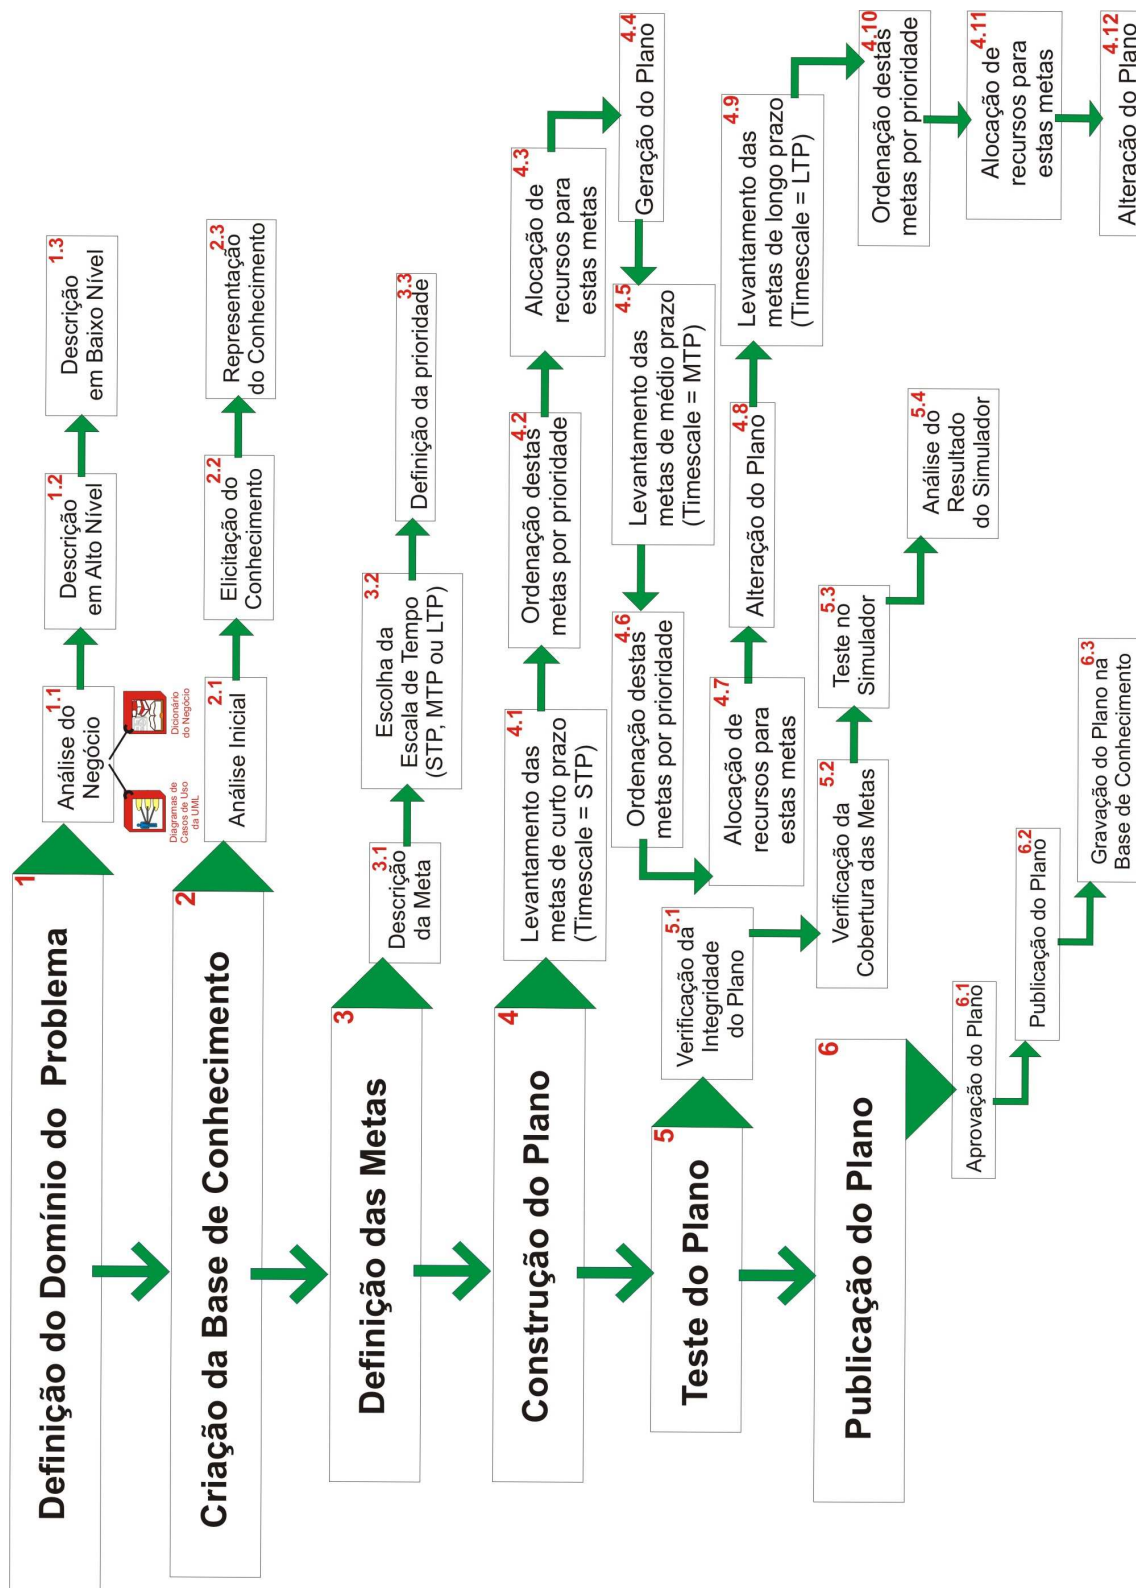 1
Definição do Domínio do Problema
1.1
Análise do
Negócio
Diagramas de
Casos de Uso
da UML
Dicionário
do Negócio
1.2
Descrição
em Alto Nível
1.3
Descrição
em Baixo Nível
2
Criação da Base de Conhecimento
2.1
Análise Inicial
2.2
Elicitação do
Conhecimento
2.3
Representação
do Conhecimento
3
Definição das Metas
3.1
Descrição
da Meta
3.2
Escolha da
Escala de Tempo
(STP, MTP ou LTP)
3.3
Definição da prioridade
4
Construção do Plano
4.1
Levantamento das
metas de curto prazo
(Timescale = STP)
4.2
Ordenação destas
metas por prioridade
4.3
Alocação de
recursos para
estas metas
4.4
Geração do Plano
4.5
Levantamento das
metas de médio prazo
(Timescale = MTP)
4.6
Ordenação destas
metas por prioridade
4.7
Alocação de
recursos para
estas metas
4.8
Alteração do Plano
4.9
Levantamento das
metas de longo prazo
(Timescale = LTP)
4.10
Ordenação destas
metas por prioridade
4.11
Alocação de
recursos para
estas metas
4.12
Alteração do Plano
5
Teste do Plano
5.1
Verificação da
Integridade
do Plano
5.2
Verificação da
Cobertura das Metas
5.3
Teste no
Simulador
5.4
Análise do
Resultado
do Simulador
6
Publicação do Plano
6.1
Aprovação do Plano
6.2
Publicação do Plano
6.3
Gravação do Plano na
Base de Conhecimento